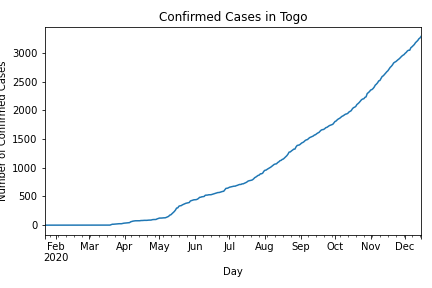 Confirmed Cases in Togo
Number of Confirmed Cases
3000
2500
2000
1500
1000
500
0
Feb Mar Apr May Jun Jul Aug Sep Oct Nov Dec
2020
Day